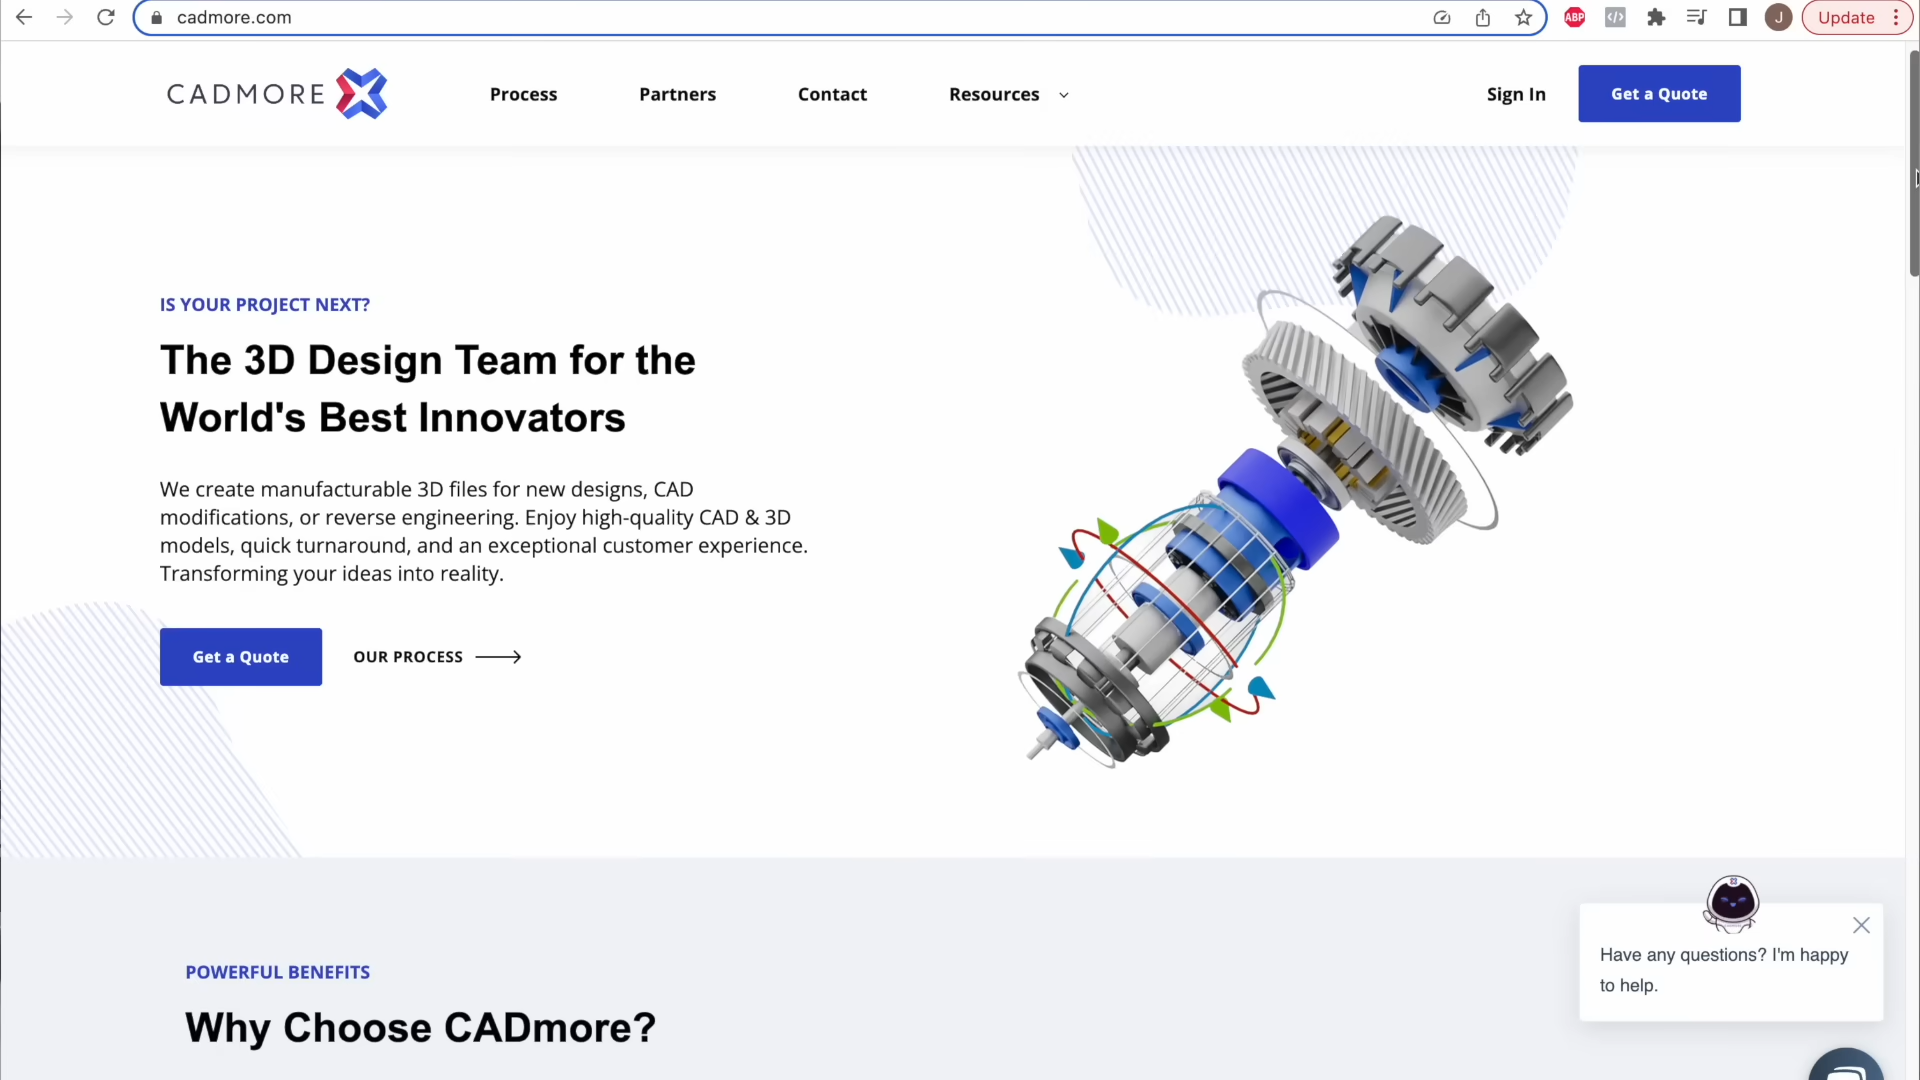 cadmore.com
ABP
J
Update
CADMORE
Process
Partners
Contact
Resources
Sign In
Get a Quote
IS YOUR PROJECT NEXT?
The 3D Design Team for the
World's Best Innovators
We create manufacturable 3D files for new designs, CAD
modifications, or reverse engineering. Enjoy high-quality CAD & 3D
models, quick turnaround, and an exceptional customer experience.
Transforming your ideas into reality.
Get a Quote
OUR PROCESS
POWERFUL BENEFITS
Why Choose CADmore?
Have any questions? I'm happy
to help.